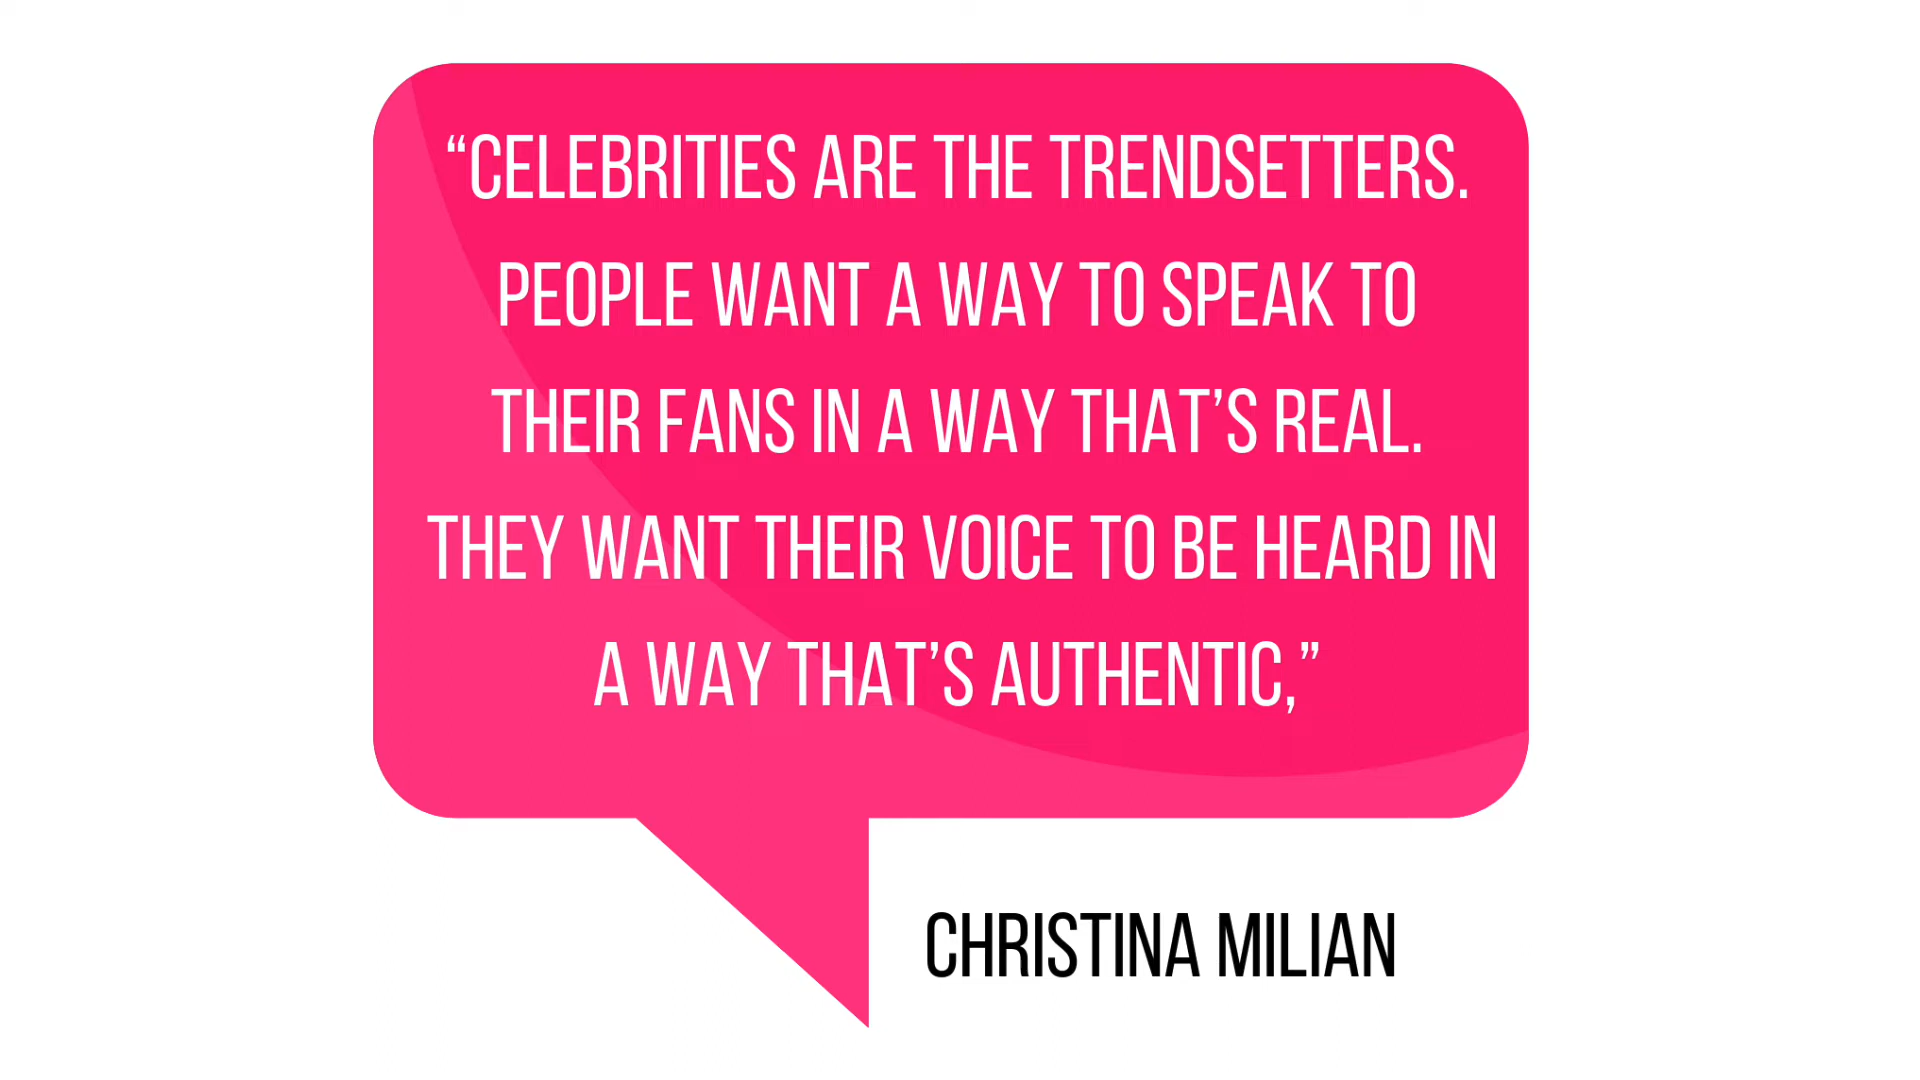 “CELEBRITIES ARE THE TRENDSETTERS.
PEOPLE WANT A WAY TO SPEAK TO
THEIR FANS IN A WAY THAT’S REAL.
THEY WANT THEIR VOICE TO BE HEARD IN
A WAY THAT’S AUTHENTIC,”
CHRISTINA MILIAN